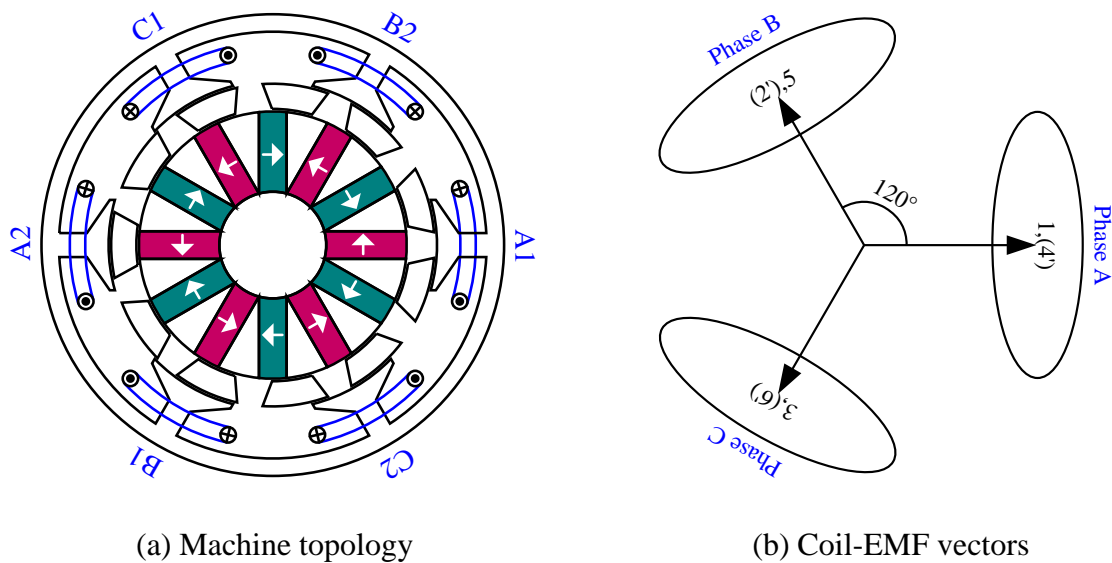 C1
B2
A2
A1
B1
C2
(a) Machine topology
Phase B
(2'),5
120°
1,(4')
Phase A
3,(6')
Phase C
(b) Coil-EMF vectors